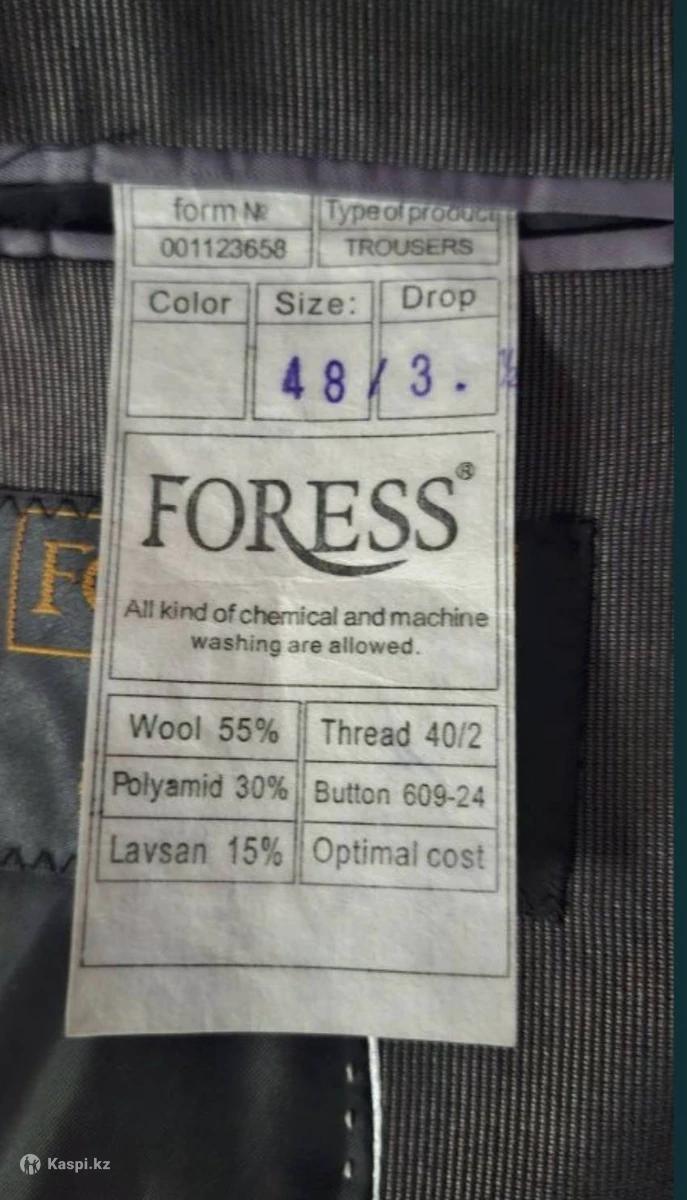 form № Type of product
001123658 TROUSERS
Color Size: Drop
48/3.
FORESS®
All kind of chemical and machine
washing are allowed.
Wool 55% Thread 40/2
Polyamid 30% Button 609-24
Lavsan 15% Optimal cost
Kaspi.kz